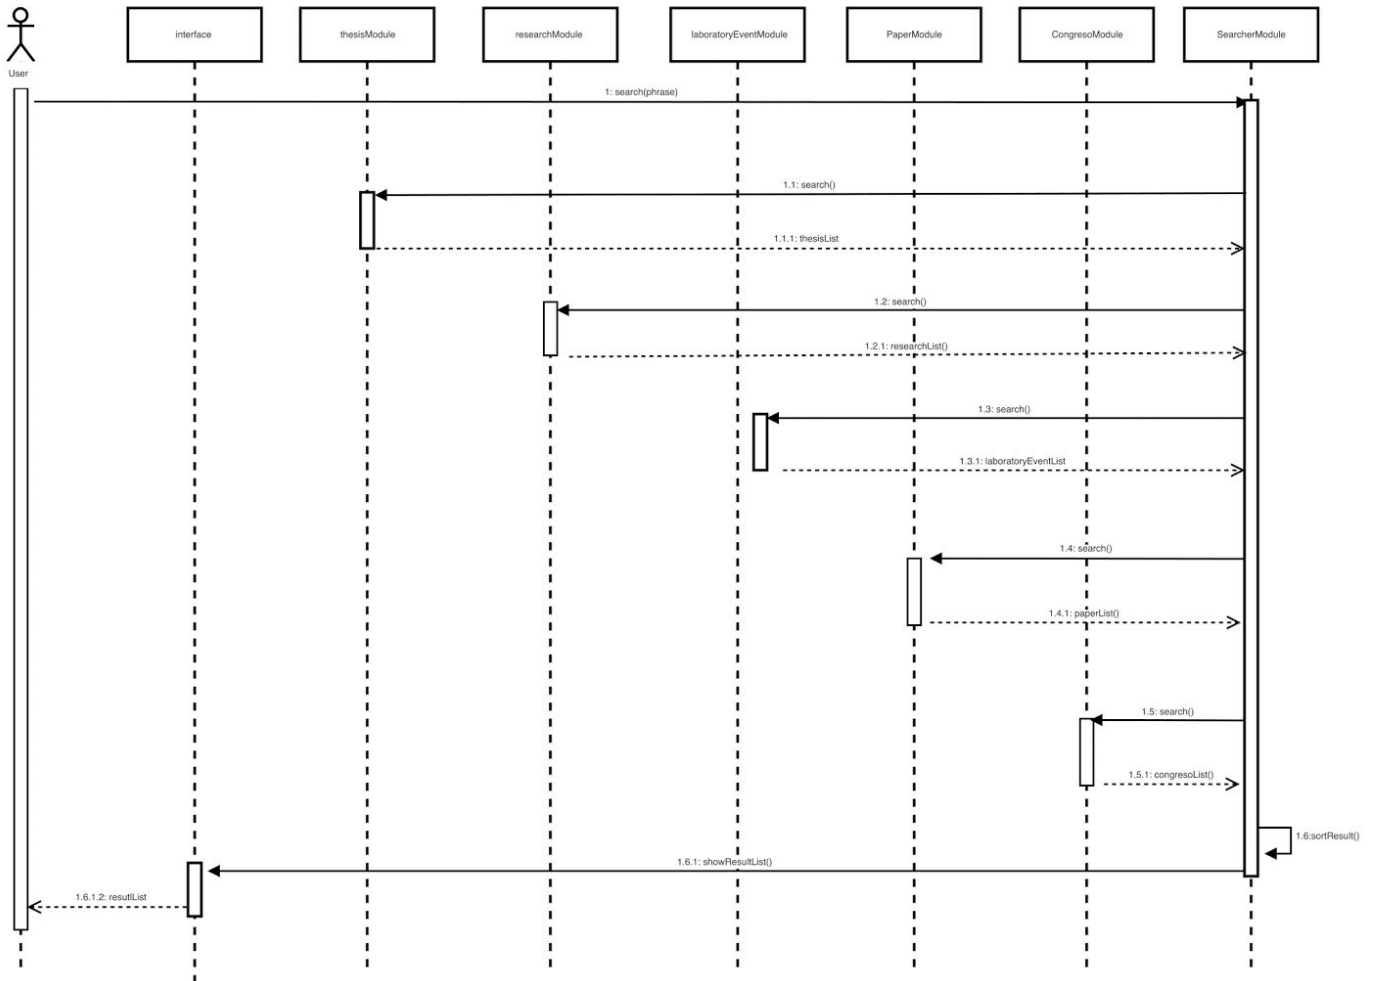 interface
thesisModule
researchModule
laboratoryEventModule
PaperModule
CongresoModule
SearcherModule
User
1: search(phrase)
1.1: search()
1.1.1: thesisList
1.2: search()
1.2.1: researchList()
1.3: search()
1.3.1: laboratoryEventList
1.4: search()
1.4.1: paperList()
1.5: search()
1.5.1: congresoList()
1.6:sortResult()
1.6.1: showResultList()
1.6.1.2: resutlList